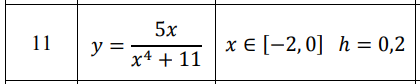 11 y = 5x / (x⁴ + 11) x ∈ [−2, 0] h = 0,2